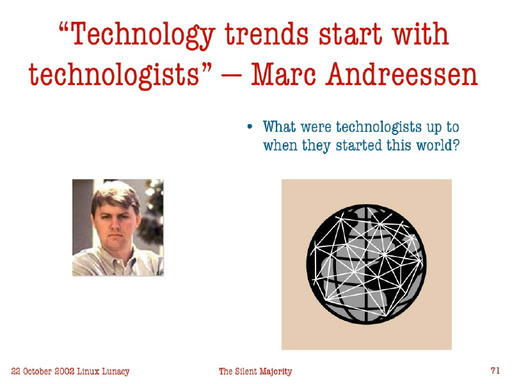 “Technology trends start with
technologists” — Marc Andreessen
• What were technologists up to
when they started this world?
22 October 2002 Linux Lunacy
The Silent Majority
71